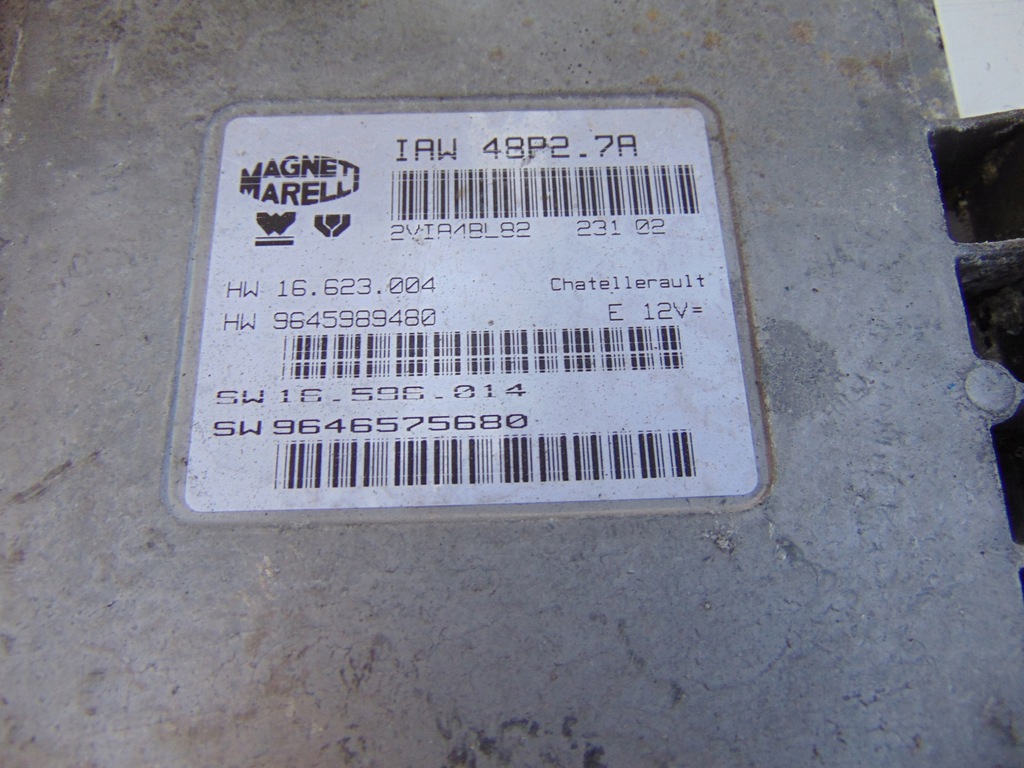 MAGNETI
MARELLI
IAW 48P2.7A
2VIA4BL82 231 02
HW 16.623.004 Chatellerault
HW 9645989480 E 12V=
SW 16.596.014
SW 9646575680